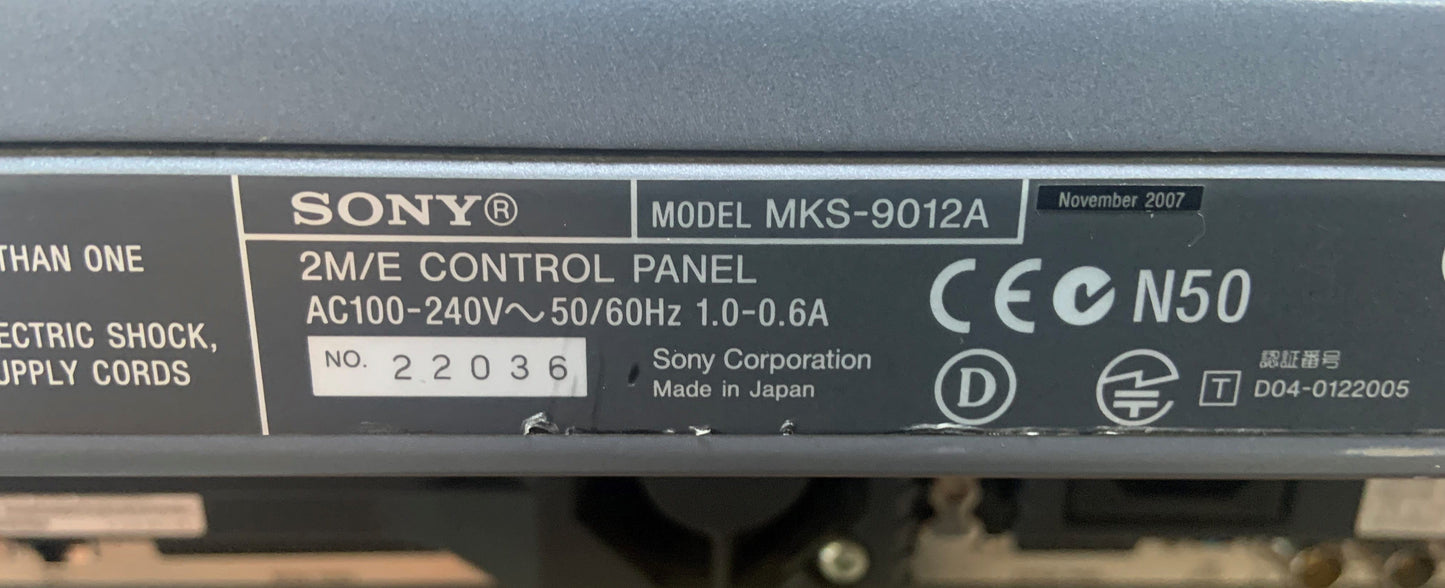 THAN ONE
ECTRIC SHOCK,
UPPLY CORDS
SONY®
MODEL MKS-9012A
November 2007
2M/E CONTROL PANEL
AC100-240V～50/60Hz 1.0-0.6A
NO. 22036
Sony Corporation
Made in Japan
CE N50
D
認証番号
T D04-0122005